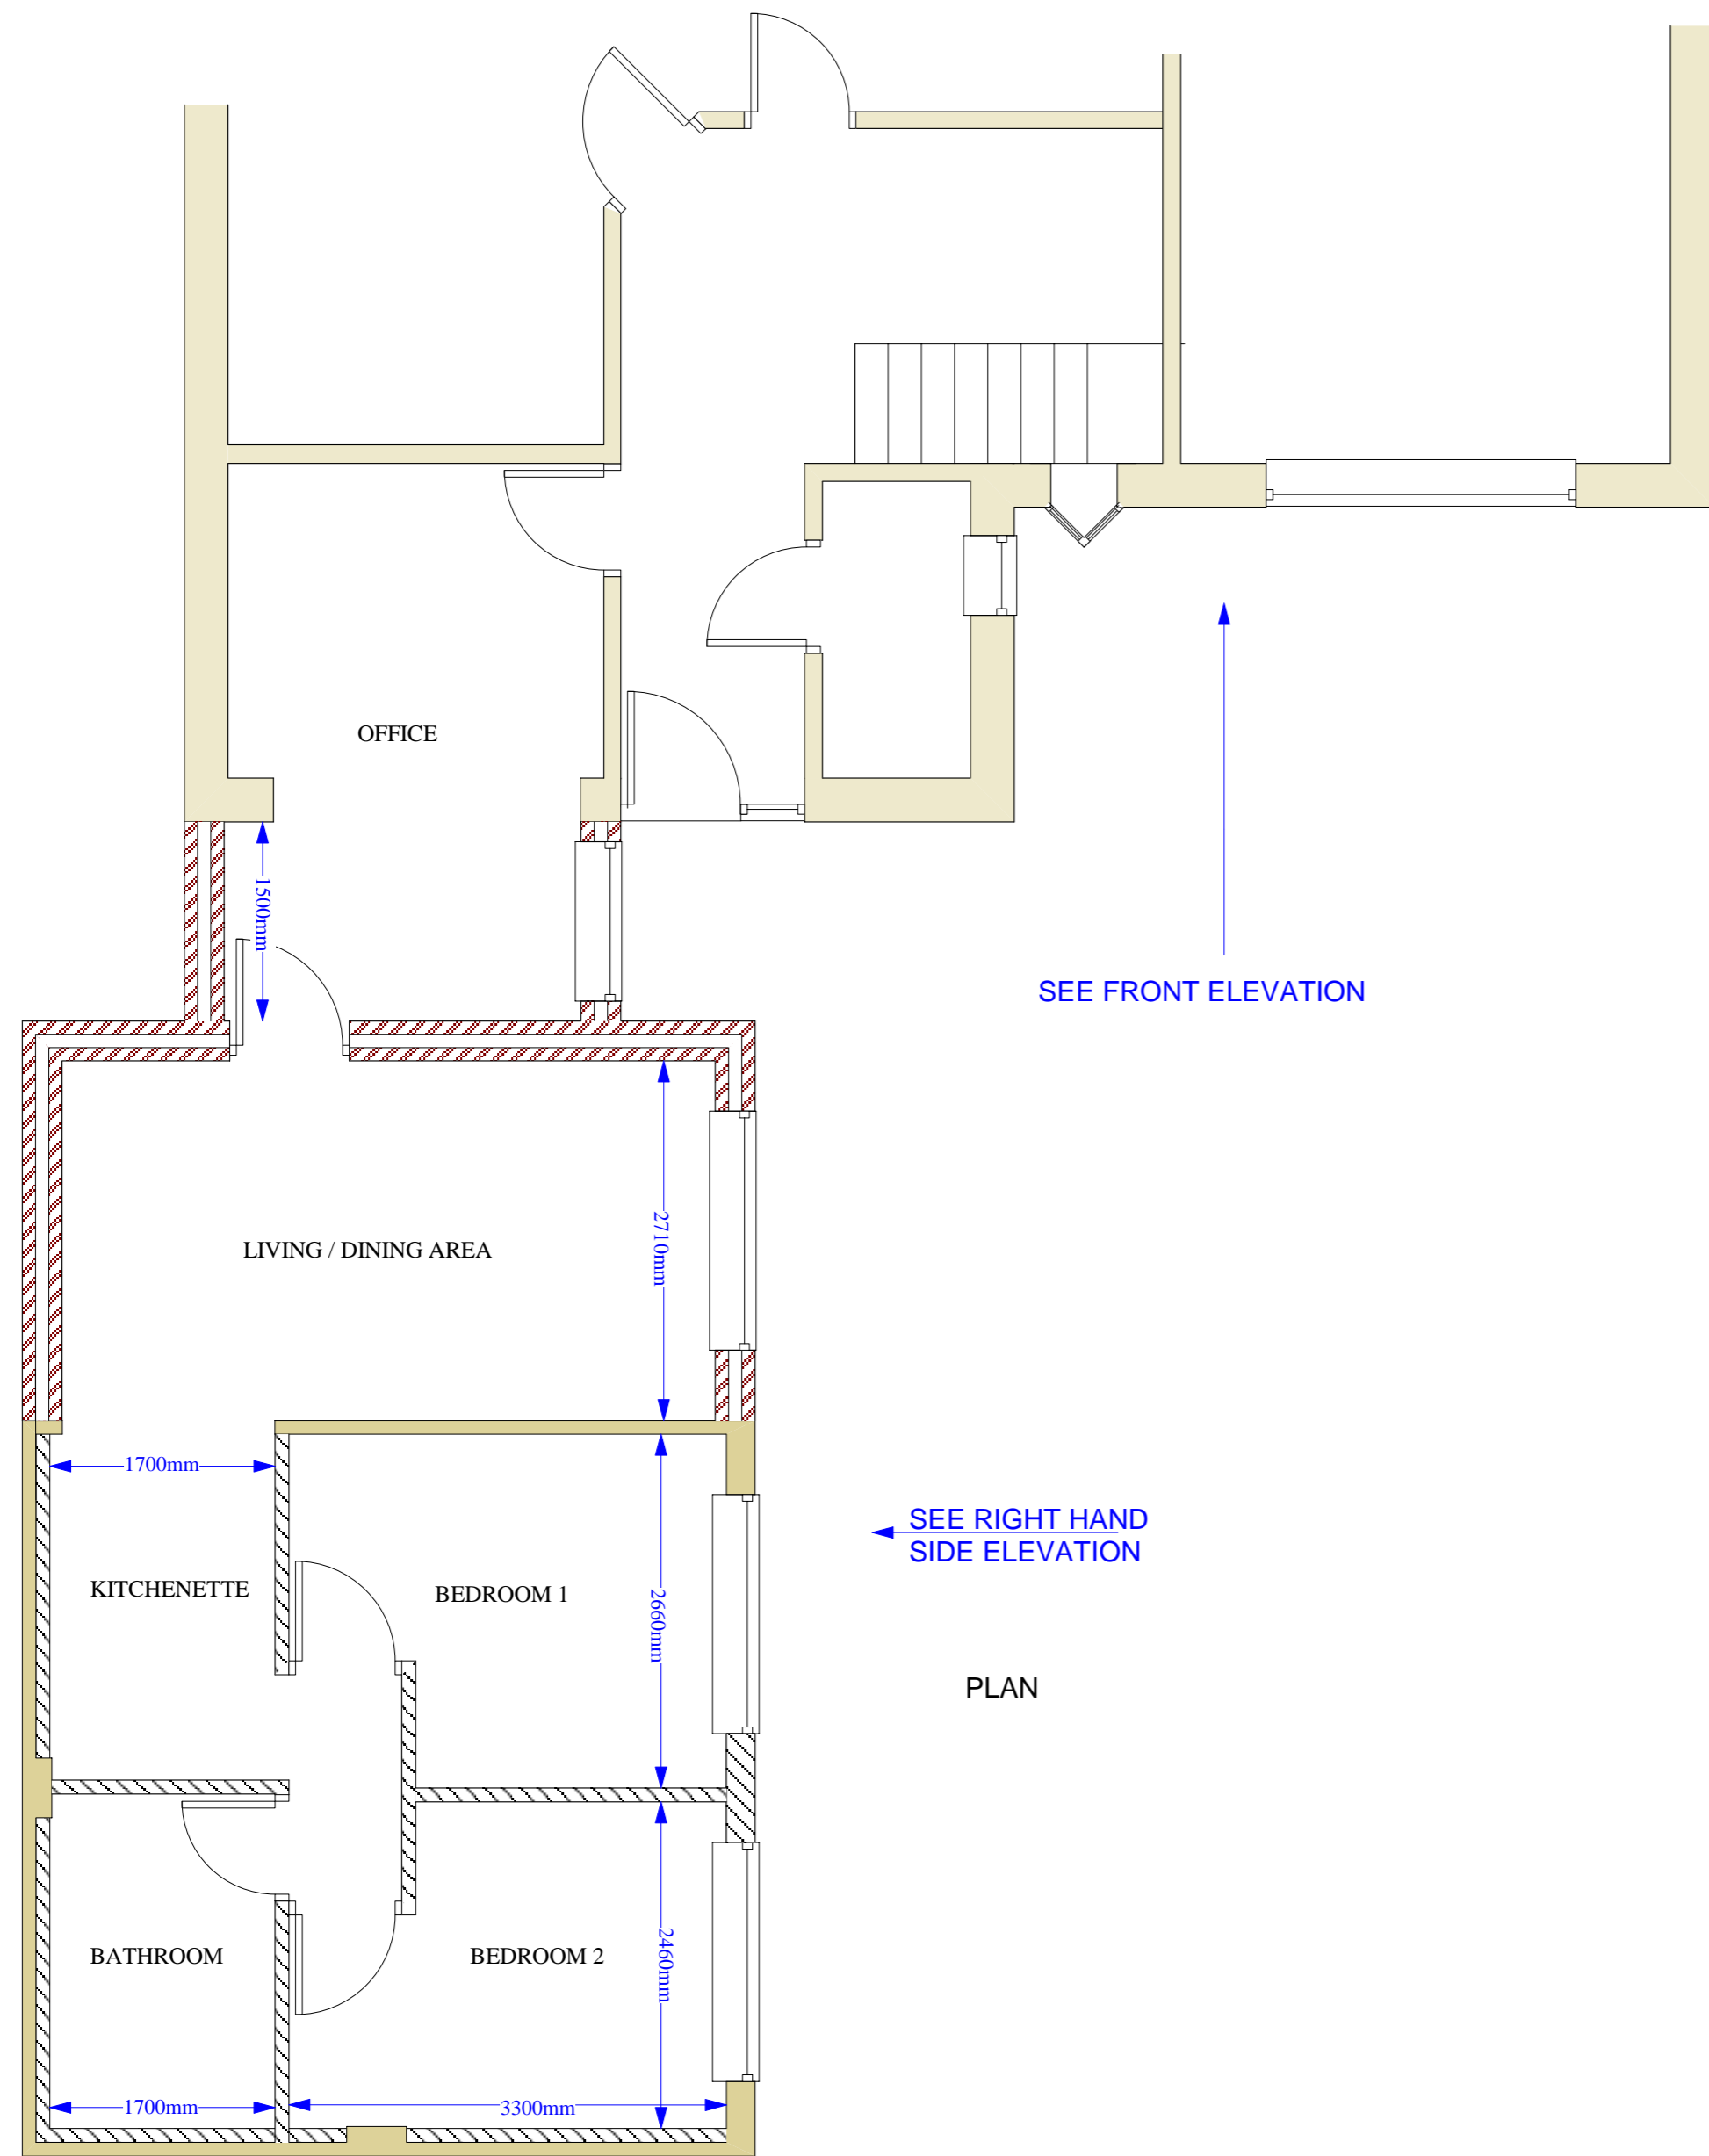 OFFICE
1500mm
SEE FRONT ELEVATION
LIVING / DINING AREA
2710mm
1700mm
SEE RIGHT HAND
SIDE ELEVATION
KITCHENETTE
BEDROOM 1
2660mm
PLAN
BATHROOM
BEDROOM 2
2460mm
1700mm
3300mm